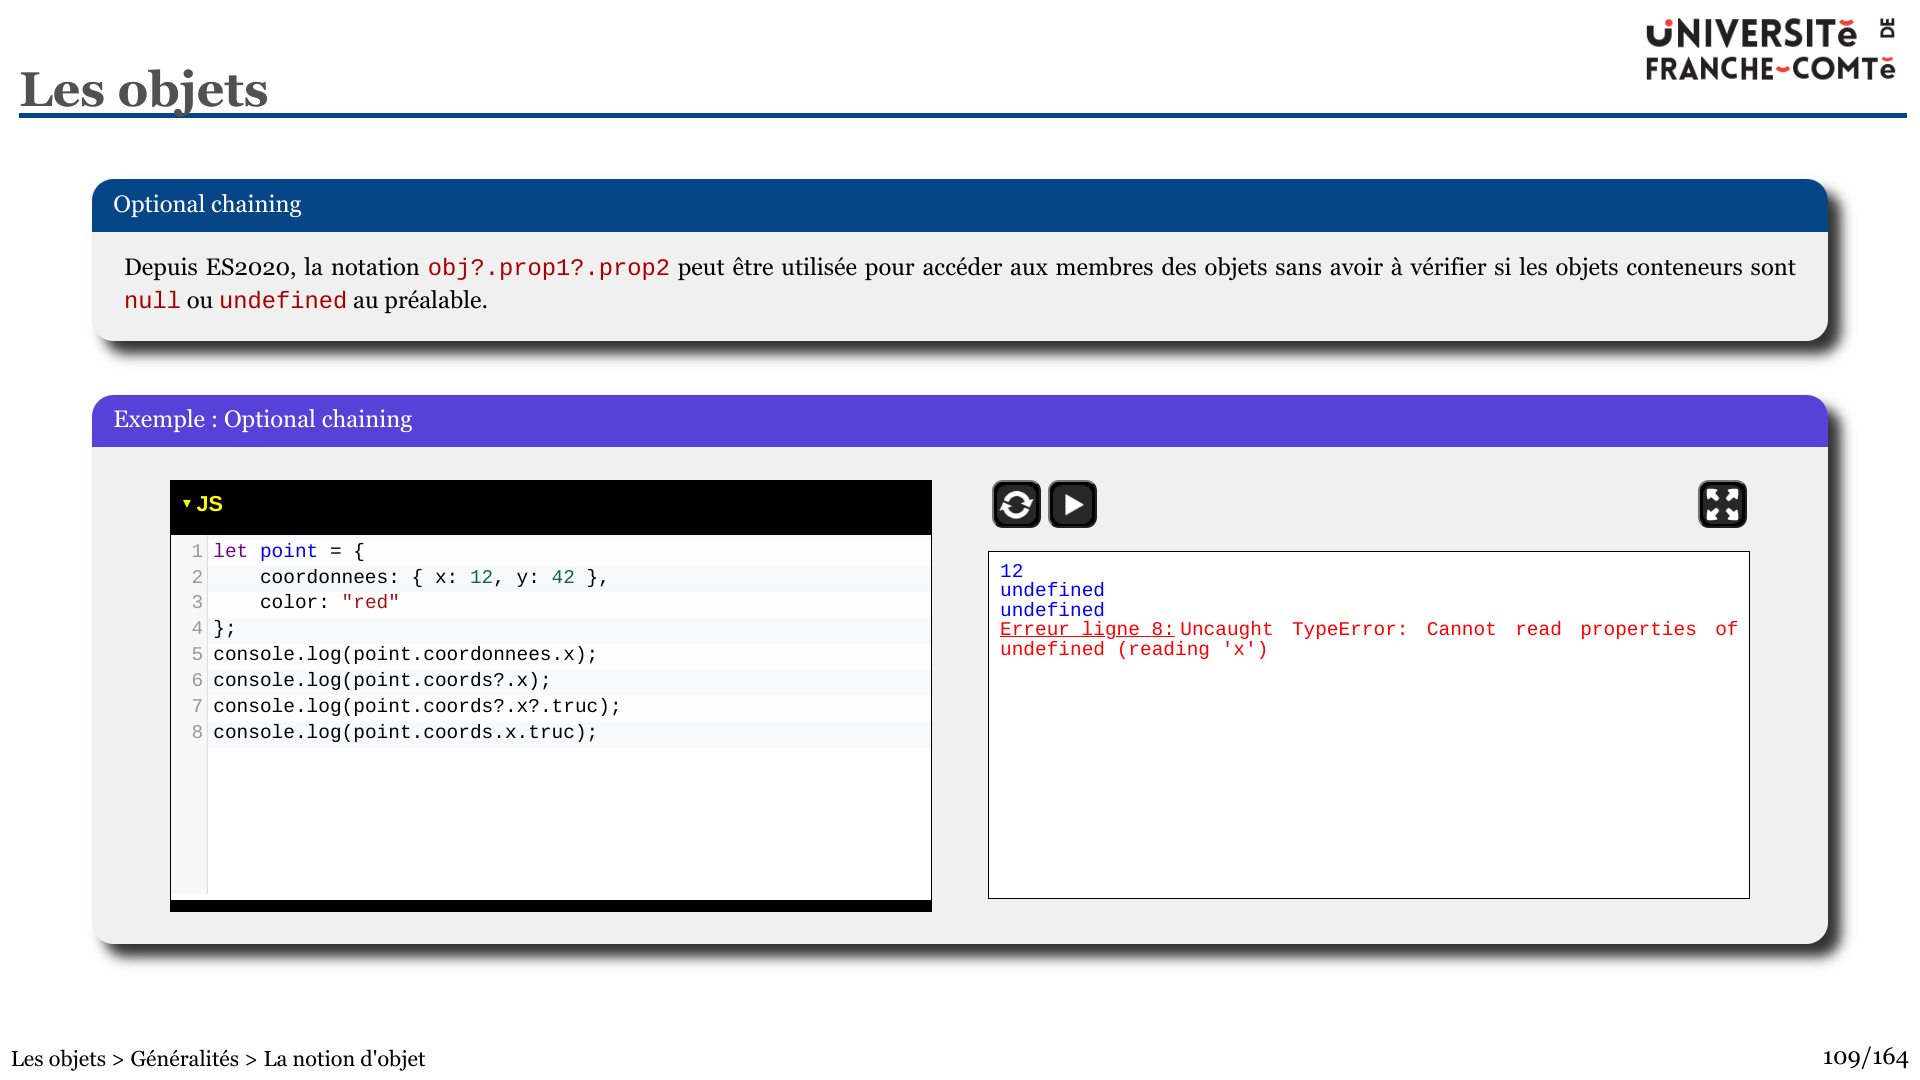 UNIVERSITĕ DE
FRANCHE-COMTĕ
Les objets
Optional chaining
Depuis ES2020, la notation obj?.prop1?.prop2 peut être utilisée pour accéder aux membres des objets sans avoir à vérifier si les objets conteneurs sont
null ou undefined au préalable.
Exemple : Optional chaining
▾ JS
1 let point = {
2     coordonnees: { x: 12, y: 42 },
3     color: "red"
4 };
5 console.log(point.coordonnees.x);
6 console.log(point.coords?.x);
7 console.log(point.coords?.x?.truc);
8 console.log(point.coords.x.truc);
12
undefined
undefined
Erreur ligne 8: Uncaught TypeError: Cannot read properties of
undefined (reading 'x')
Les objets > Généralités > La notion d'objet
109/164